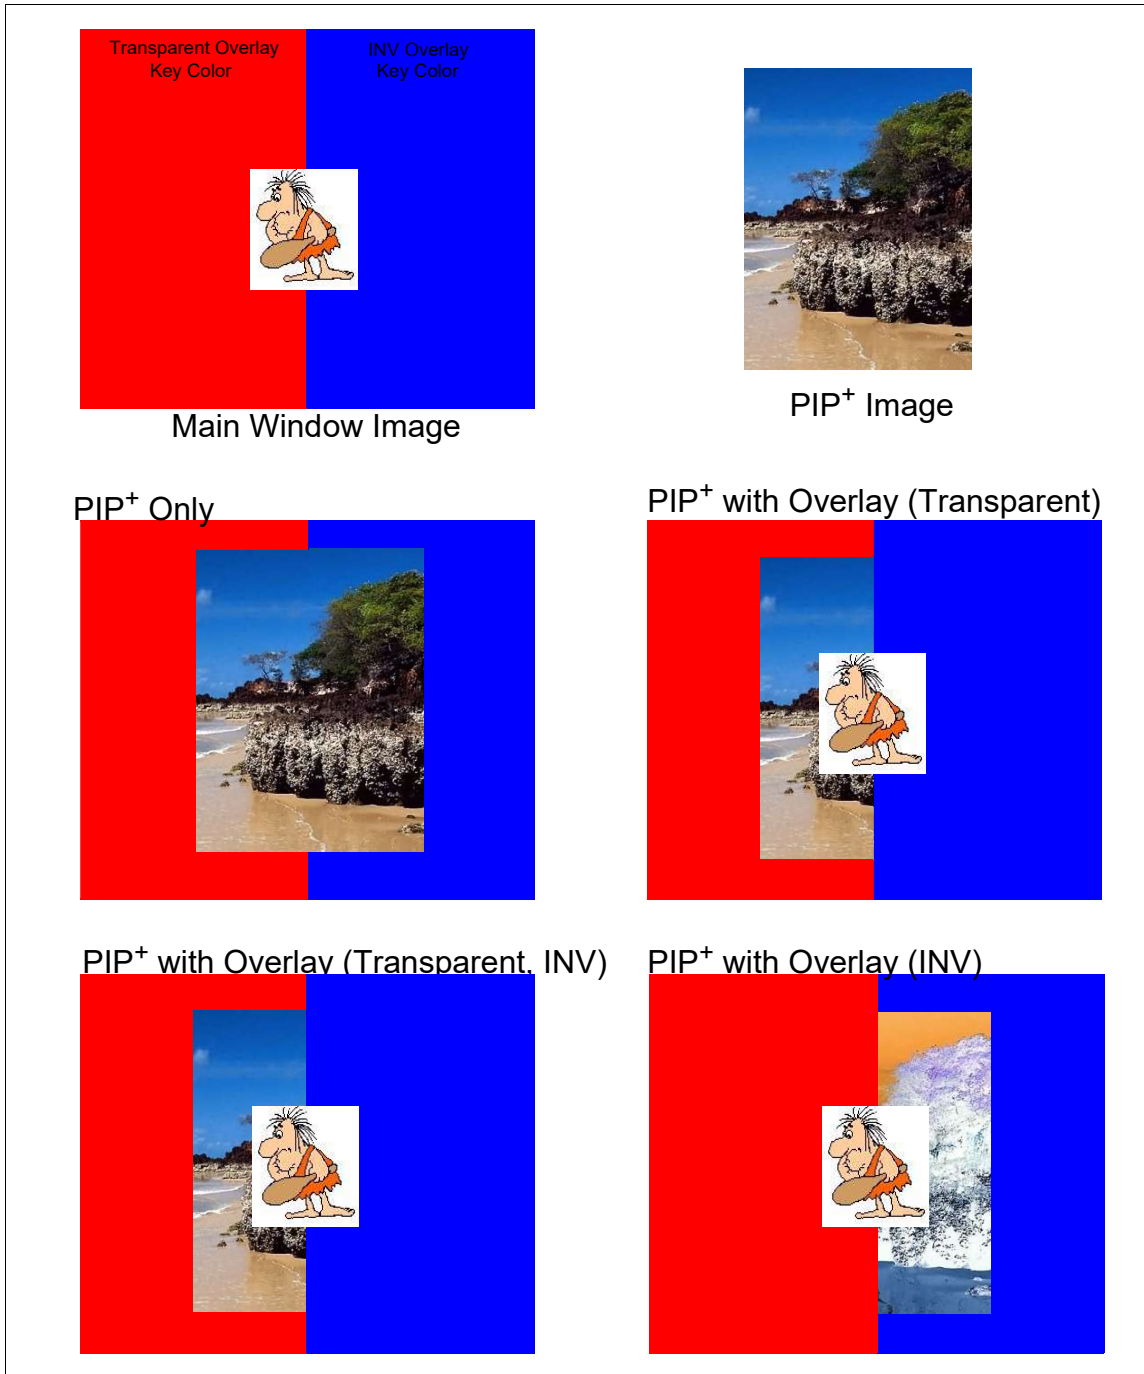 Transparent Overlay
Key Color
INV Overlay
Key Color
Main Window Image
PIP+ Image
PIP+ Only
PIP+ with Overlay (Transparent)
PIP+ with Overlay (Transparent, INV)
PIP+ with Overlay (INV)